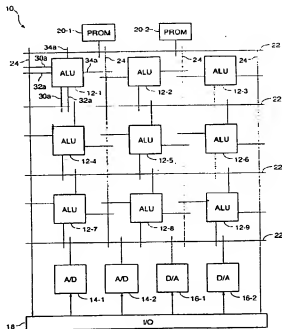 10
20-1 PROM 20-2 PROM
34a
24 30a 34a 24 24 24 22
32a ALU ALU ALU
30a 32a 12-1 12-2 12-3
22
ALU ALU ALU
12-4 12-5 12-6
22
ALU ALU ALU
12-7 12-8 12-9
22
A/D A/D D/A D/A
14-1 14-2 16-1 16-2
18 I/O